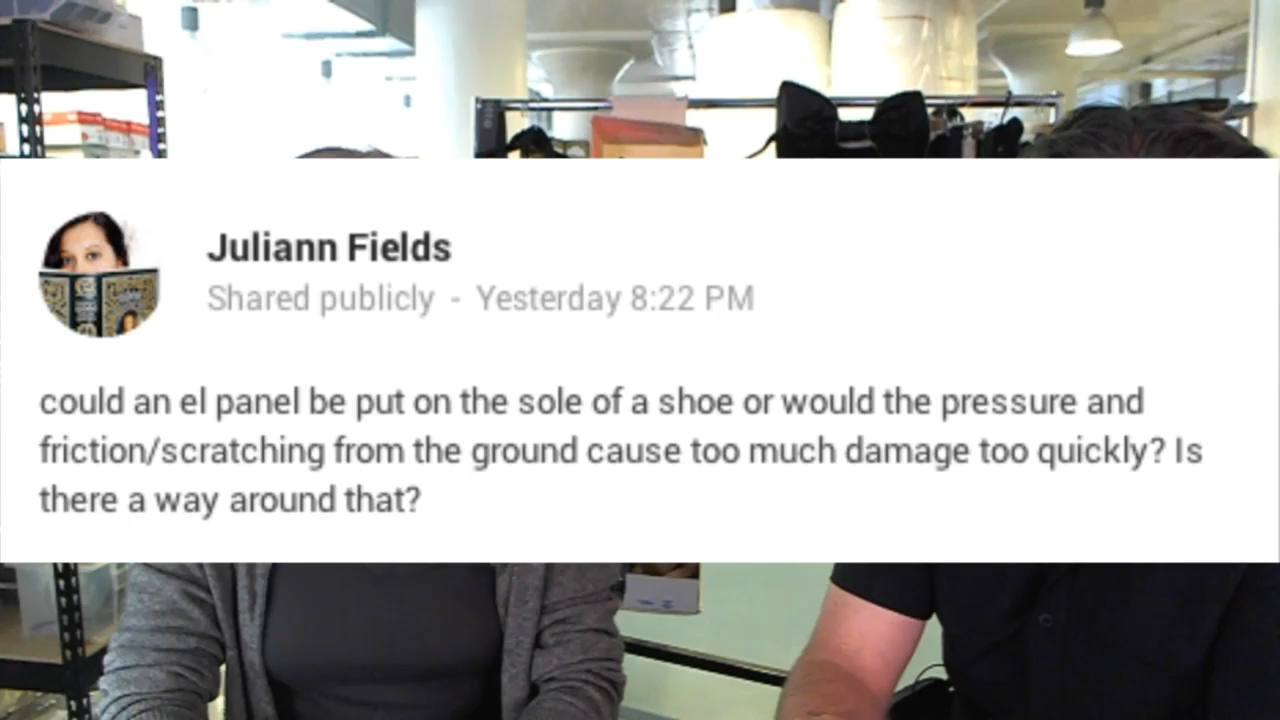 Juliann Fields
Shared publicly - Yesterday 8:22 PM
could an el panel be put on the sole of a shoe or would the pressure and
friction/scratching from the ground cause too much damage too quickly? Is
there a way around that?